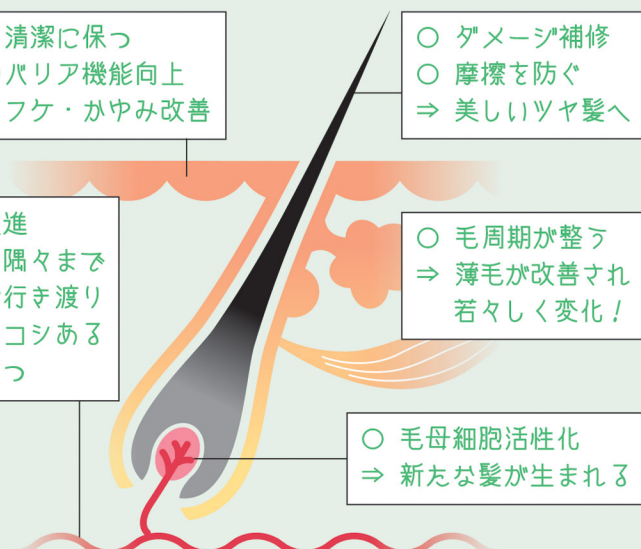 清潔に保つ
バリア機能向上
フケ・かゆみ改善
○ ダメージ補修
○ 摩擦を防ぐ
⇒ 美しいツヤ髪へ
進
隅々まで
行き渡り
コシある
つ
○ 毛周期が整う
⇒ 薄毛が改善され
若々しく変化！
○ 毛母細胞活性化
⇒ 新たな髪が生まれる